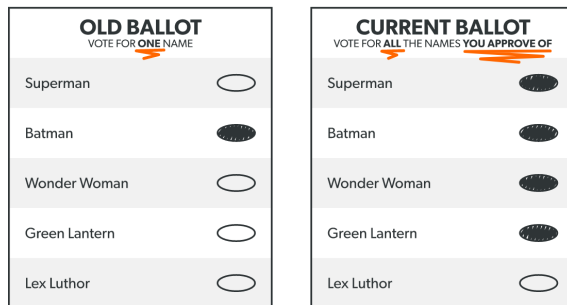 OLD BALLOT
VOTE FOR ONE NAME
Superman
Batman
Wonder Woman
Green Lantern
Lex Luthor
CURRENT BALLOT
VOTE FOR ALL THE NAMES YOU APPROVE OF
Superman
Batman
Wonder Woman
Green Lantern
Lex Luthor